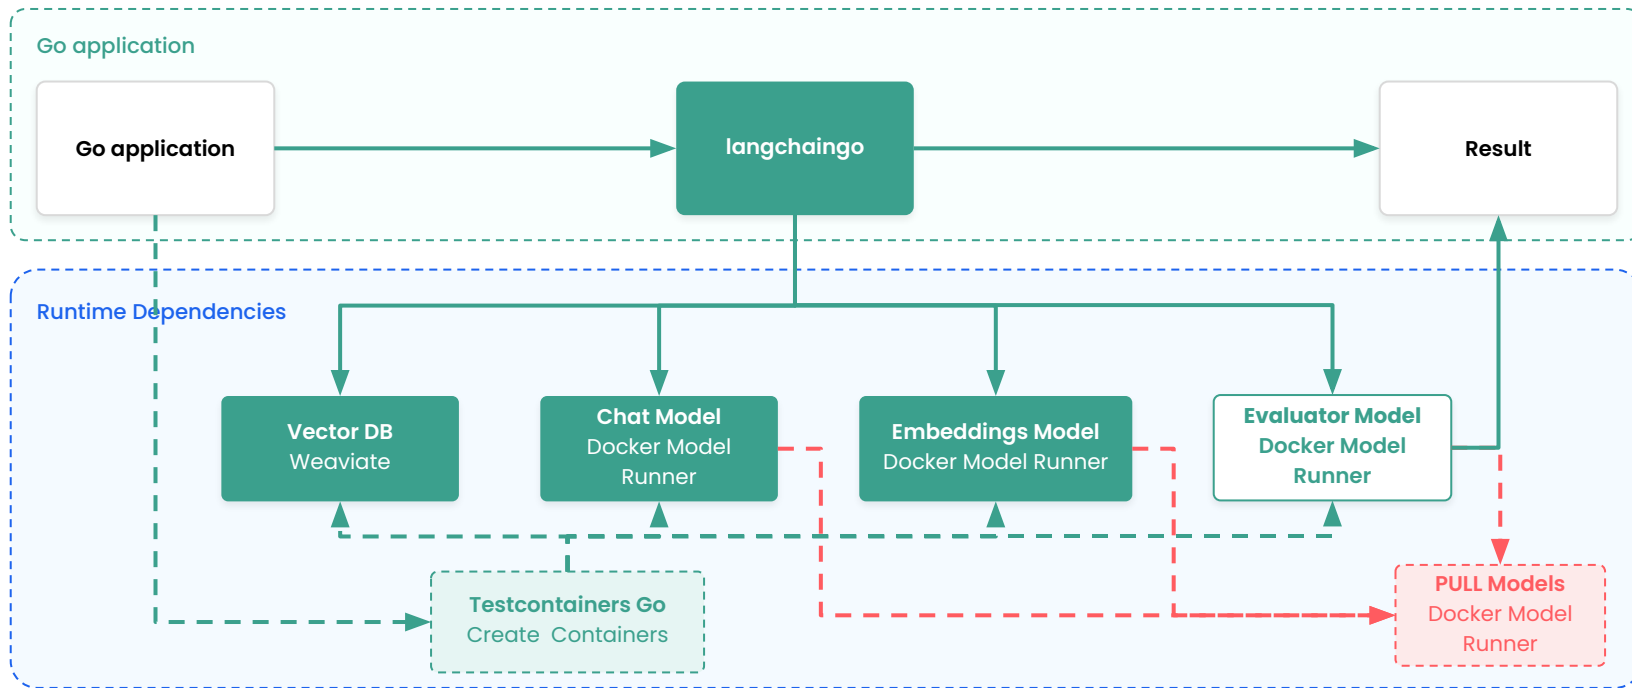 Go application
Go application
langchaingo
Result
Runtime Dependencies
Vector DB
Weaviate
Chat Model
Docker Model
Runner
Embeddings Model
Docker Model Runner
Evaluator Model
Docker Model
Runner
Testcontainers Go
Create  Containers
PULL Models
Docker Model
Runner